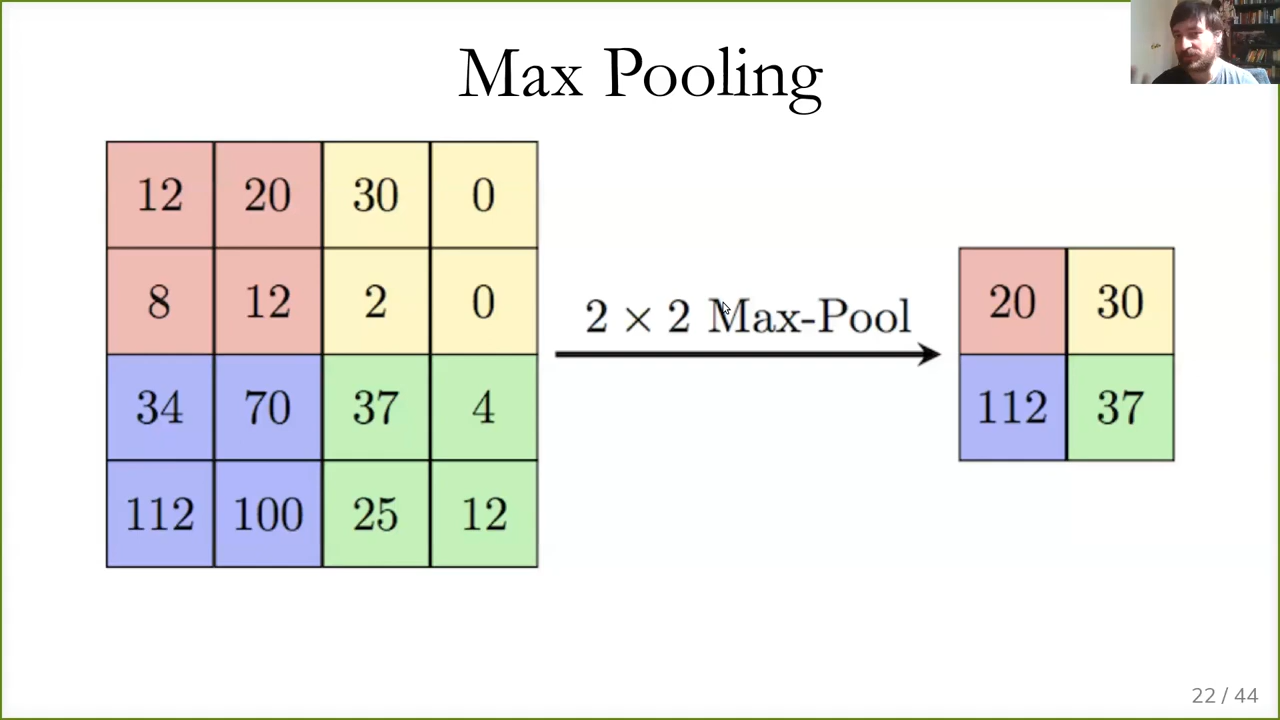 Max Pooling
12 20 30 0
8 12 2 0
34 70 37 4
112 100 25 12
2 × 2 Max-Pool
20 30
112 37
22 / 44